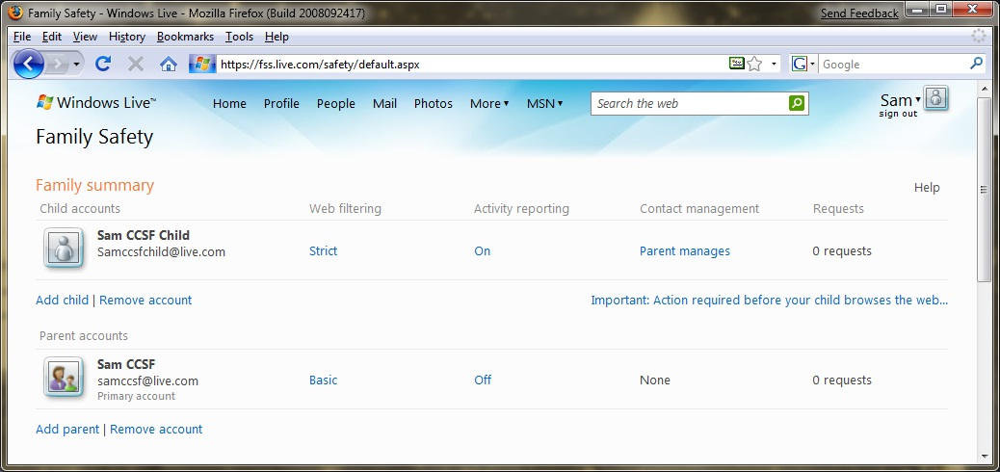 Family Safety - Windows Live - Mozilla Firefox (Build 2008092417) Send Feedback
File Edit View History Bookmarks Tools Help
https://fss.live.com/safety/default.aspx G Google
Windows Live™ Home Profile People Mail Photos More MSN Search the web Sam
sign out
Family Safety
Family summary Help
Child accounts Web filtering Activity reporting Contact management Requests
Sam CCSF Child
Samccsfchild@live.com Strict On Parent manages 0 requests
Add child | Remove account Important: Action required before your child browses the web...
Parent accounts
Sam CCSF
samccsf@live.com Basic Off None 0 requests
Primary account
Add parent | Remove account